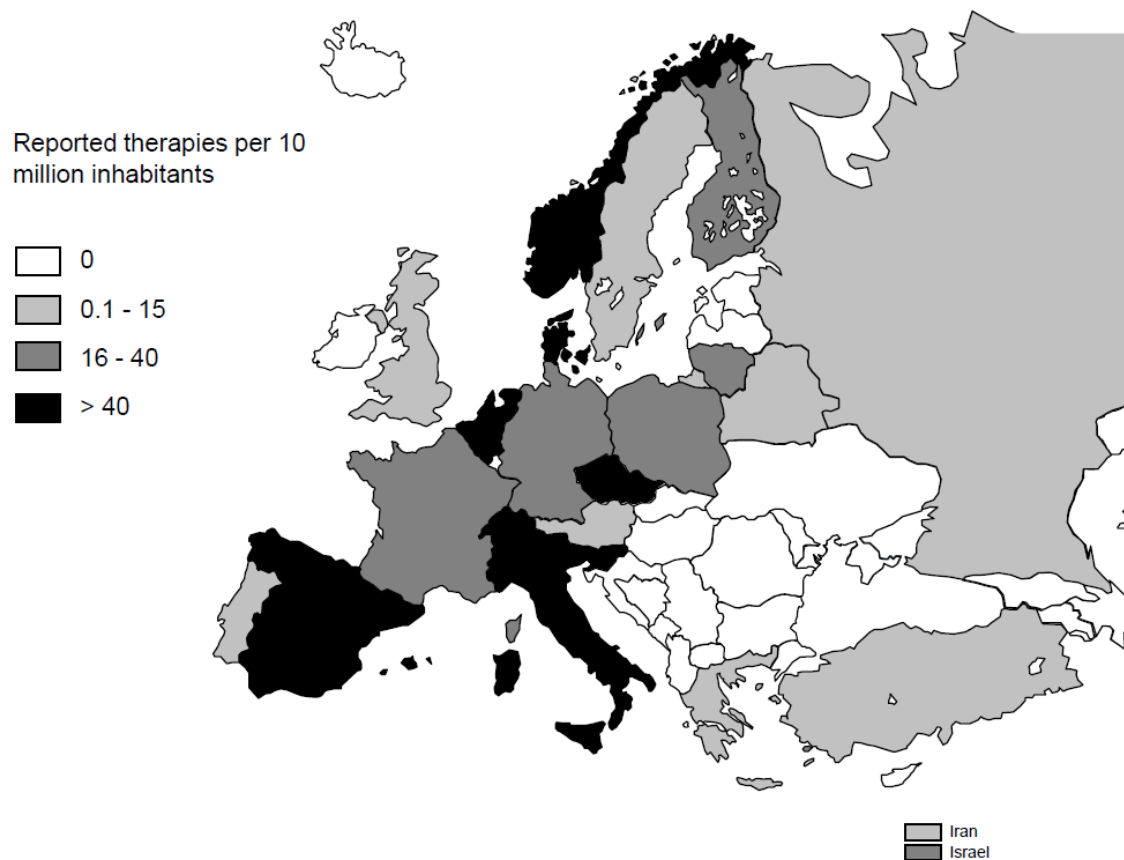 Reported therapies per 10
million inhabitants
0
0.1 - 15
16 - 40
> 40
Iran
Israel